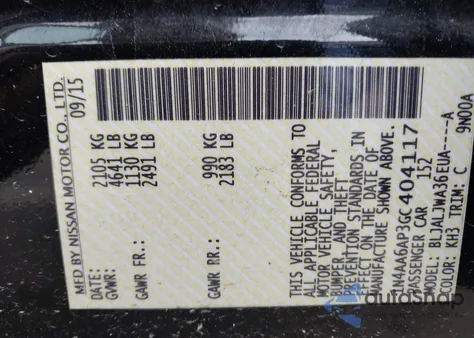 MFD BY NISSAN MOTOR CO., LTD.
DATE: 09/15
GVWR: 2105 KG
4641 LB
GAWR FR.: 1130 KG
2491 LB
GAWR RR.: 990 KG
2183 LB
THIS VEHICLE CONFORMS TO
ALL APPLICABLE FEDERAL
MOTOR VEHICLE SAFETY,
BUMPER, AND THEFT
PREVENTION STANDARDS IN
EFFECT ON THE DATE OF
MANUFACTURE SHOWN ABOVE.
1N4AA6AP3GC404117
PASSENGER CAR 152
MODEL: BLJALJWA36EUA----A
COLOR: KH3 TRIM: C 9N00A
autoshop